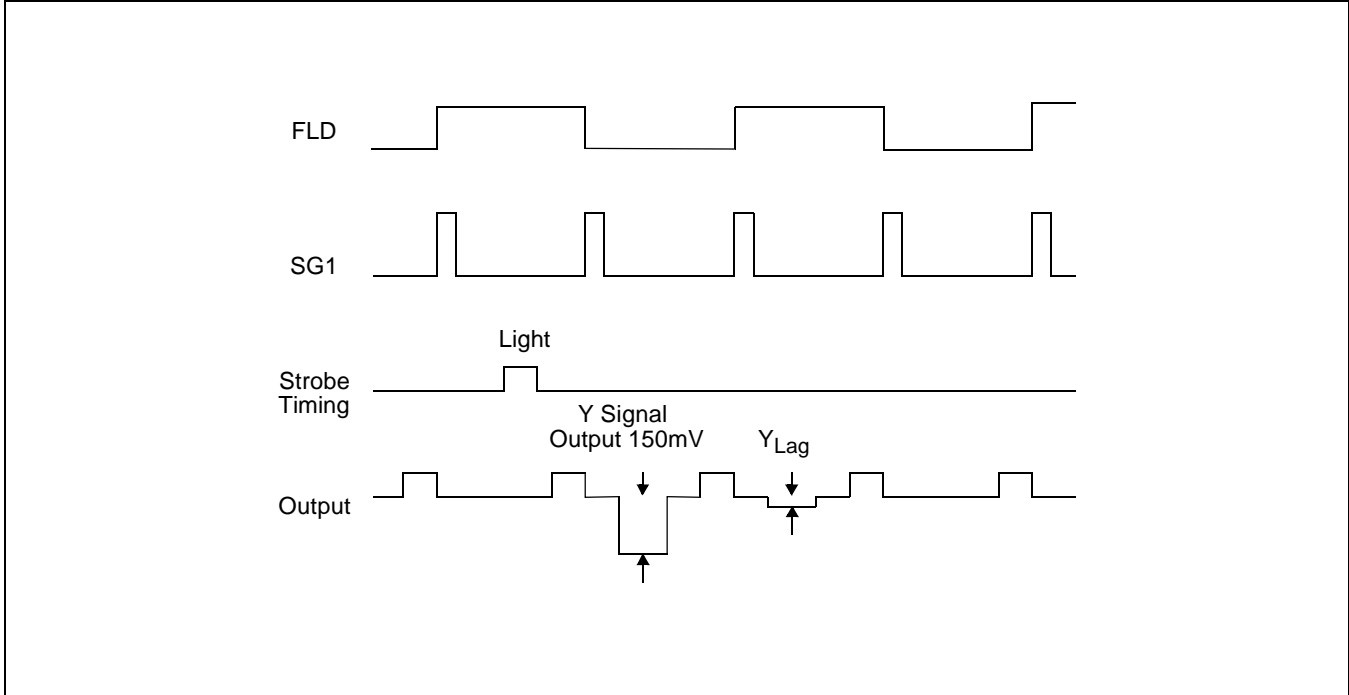 FLD
SG1
Light
Strobe
Timing
Y Signal
Output 150mV
YLag
Output